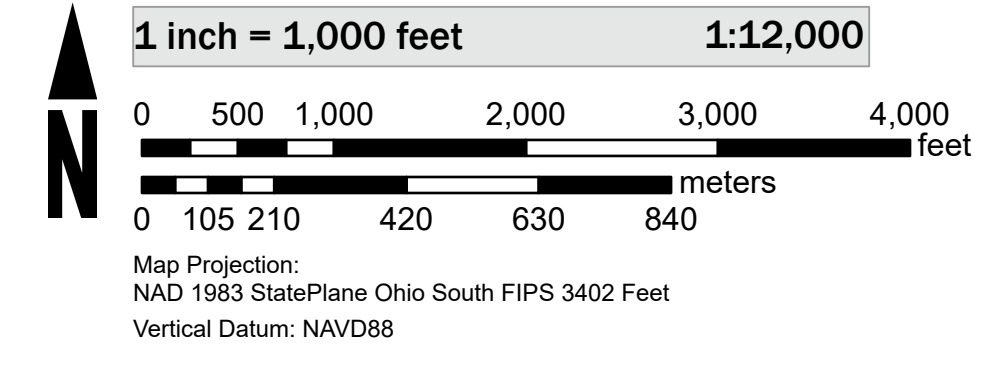 N
1 inch = 1,000 feet 1:12,000
0 500 1,000 2,000 3,000 4,000
feet
meters
0 105 210 420 630 840
Map Projection:
NAD 1983 StatePlane Ohio South FIPS 3402 Feet
Vertical Datum: NAVD88